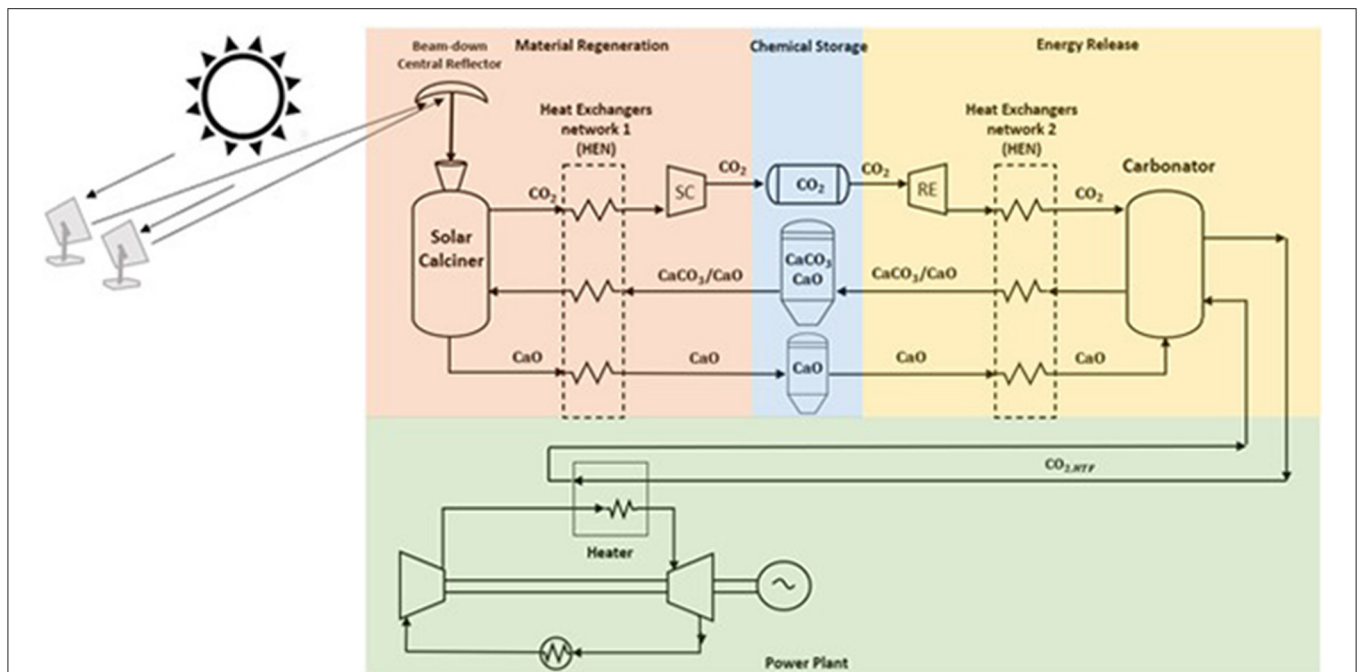 Beam-down
Central Reflector
Material Regeneration
Chemical Storage
Energy Release
Heat Exchangers
network 1
(HEN)
Heat Exchangers
network 2
(HEN)
Carbonator
CO₂
SC
CO₂
CO₂
CO₂
RE
CO₂
Solar
Calciner
CaCO₃/CaO
CaCO₃
CaO
CaCO₃/CaO
CaO
CaO
CaO
CaO
CaO
CO₂,HTF
Heater
Power Plant